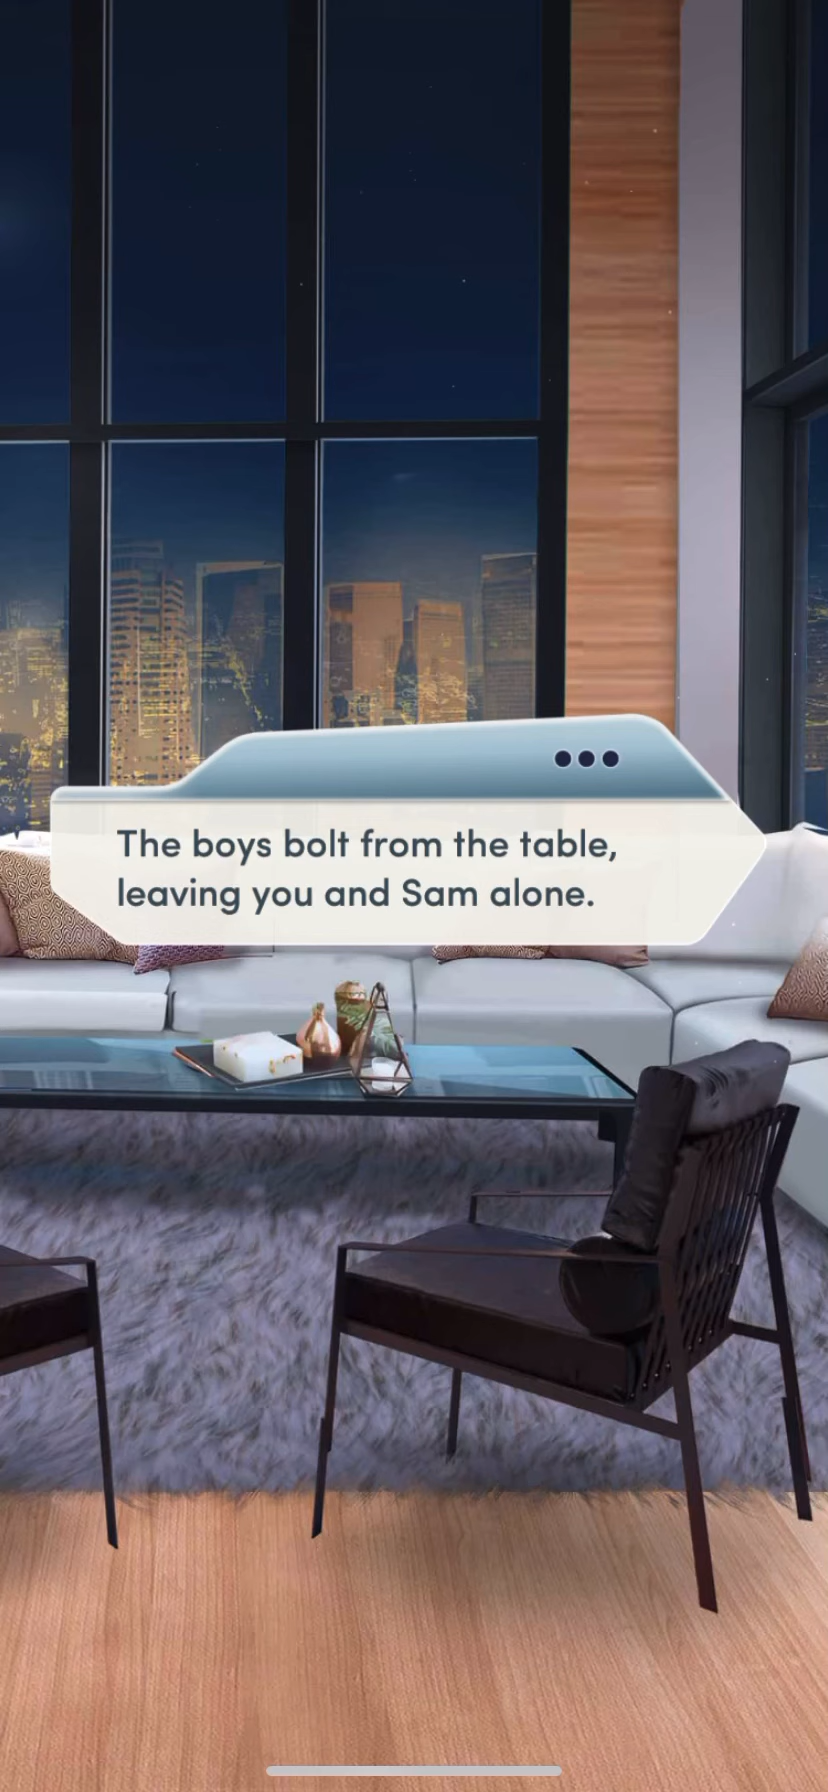 The boys bolt from the table,
leaving you and Sam alone.